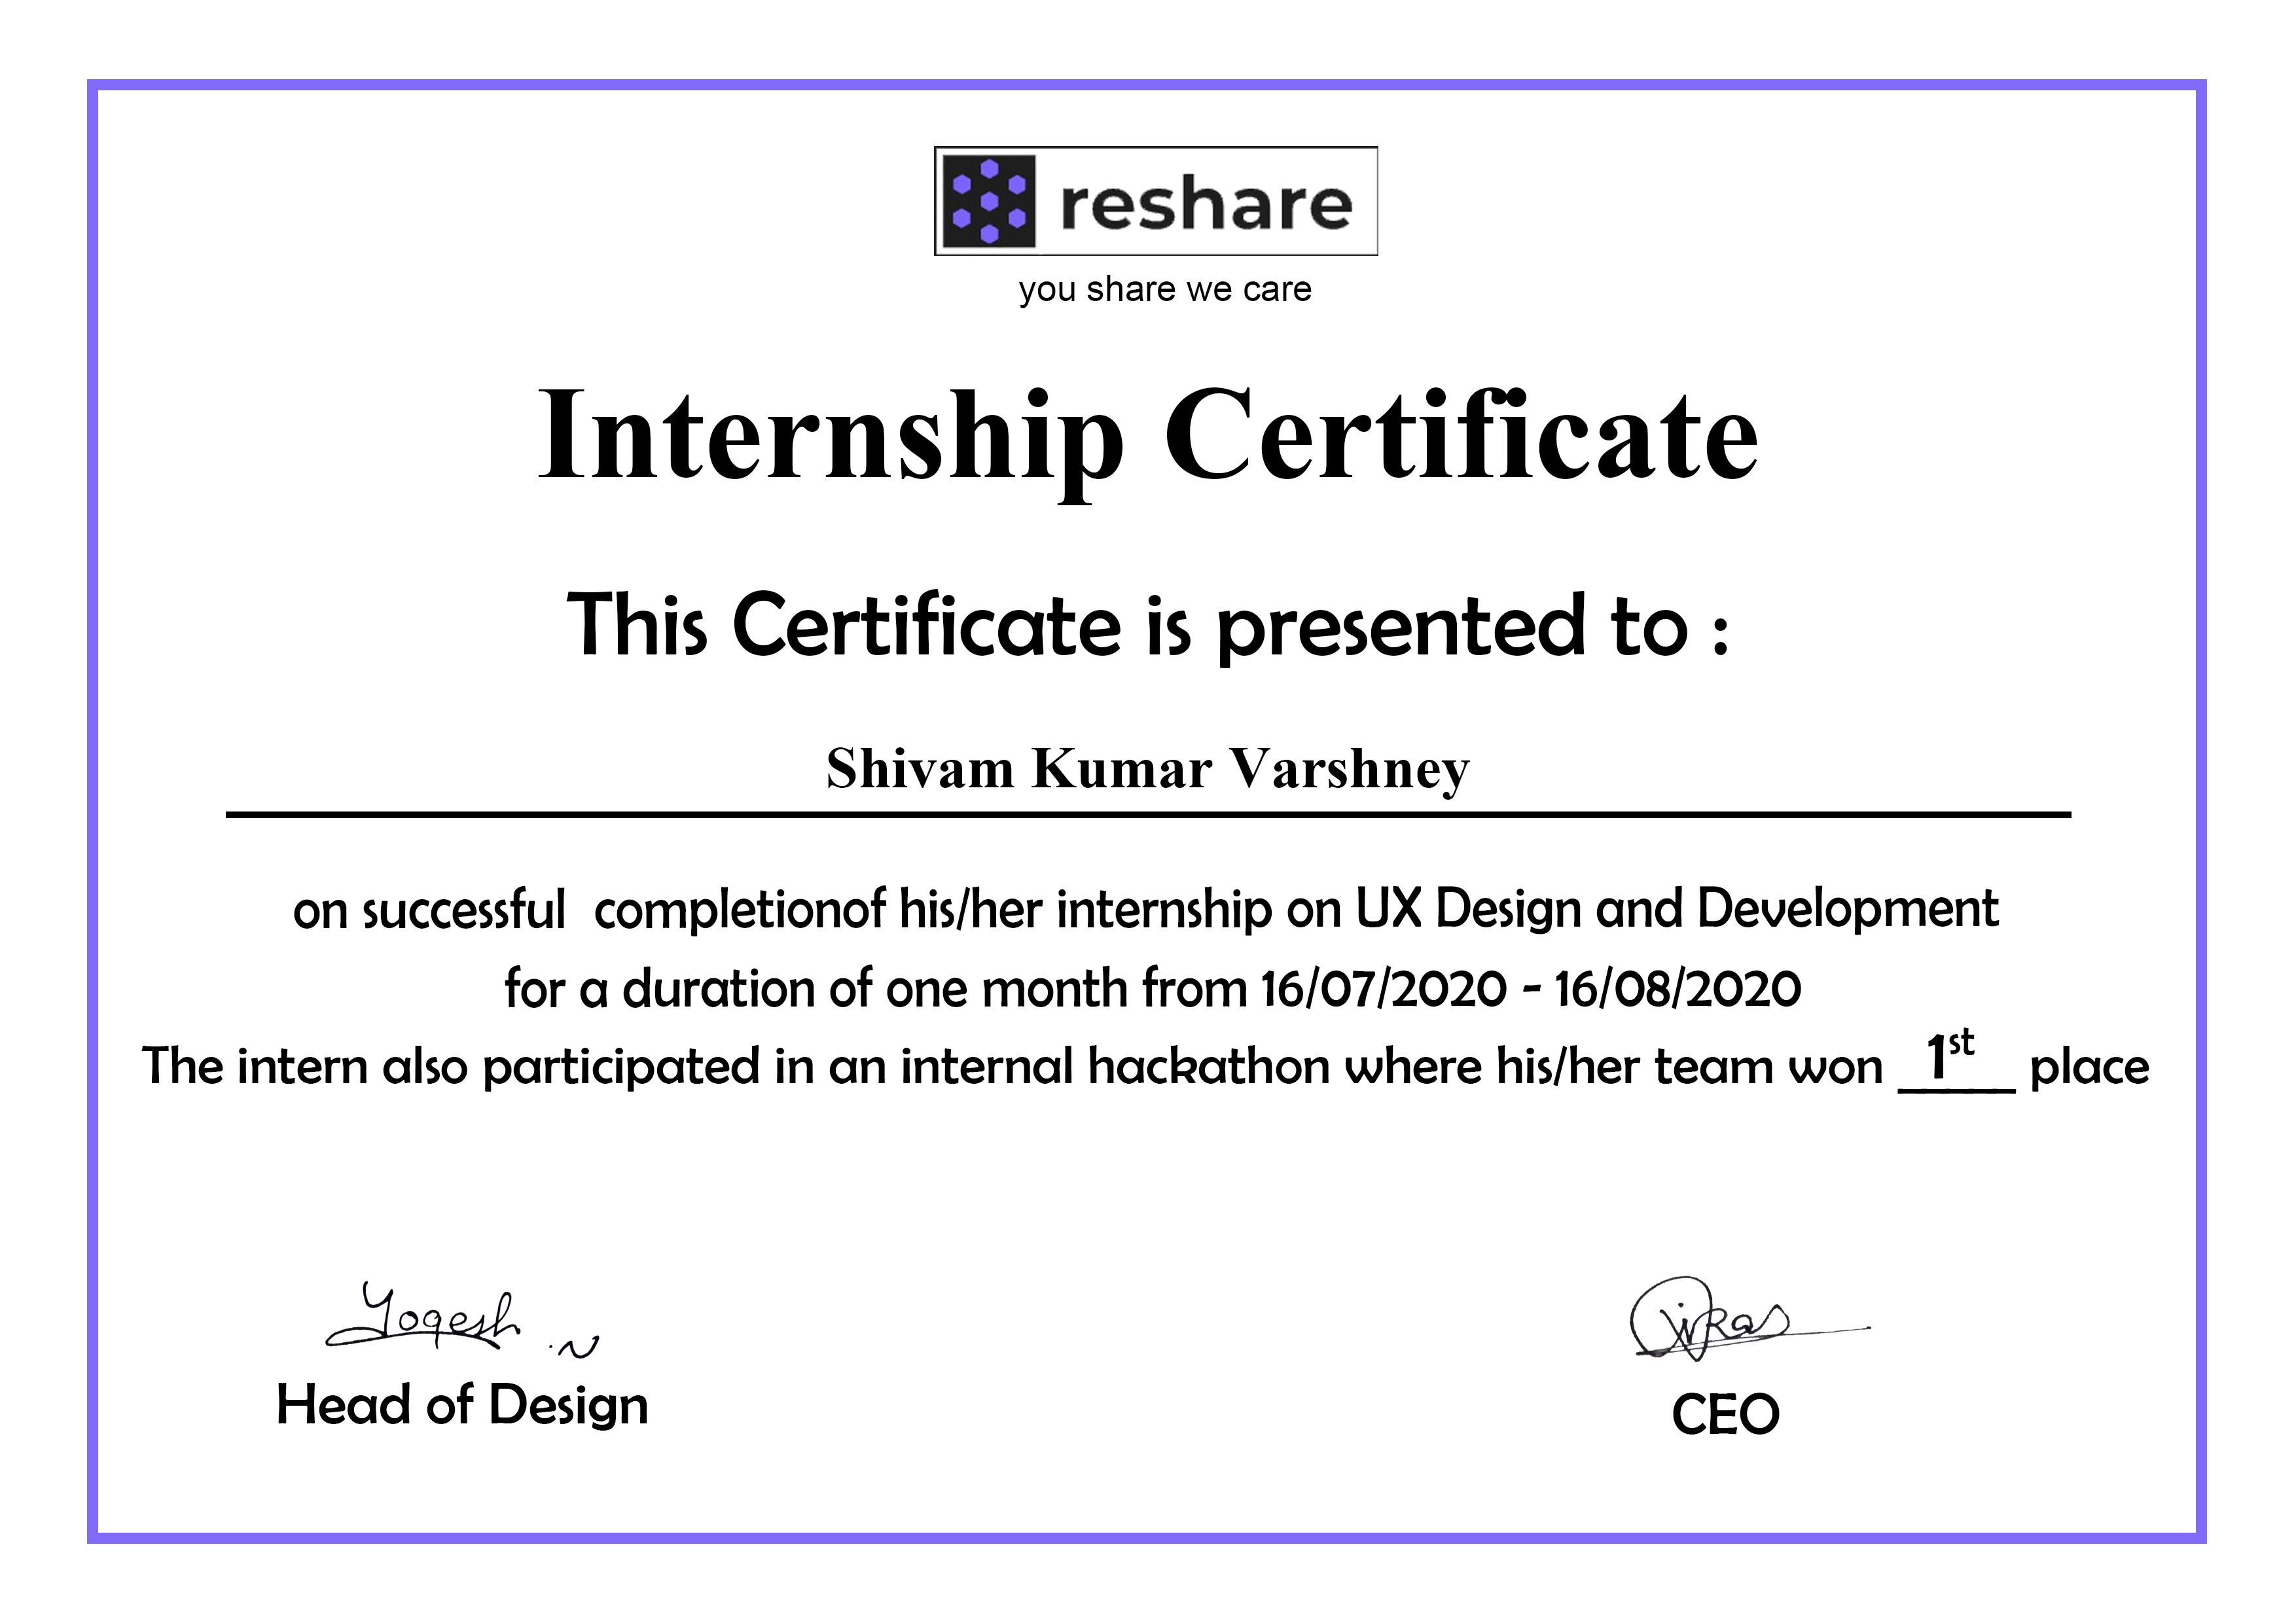 reshare
you share we care
Internship Certificate
This Certificate is presented to :
Shivam Kumar Varshney
on successful  completionof his/her internship on UX Design and Development
for a duration of one month from 16/07/2020 - 16/08/2020
The intern also participated in an internal hackathon where his/her team won 1st place
Yogesh .N
Vikas
Head of Design
CEO